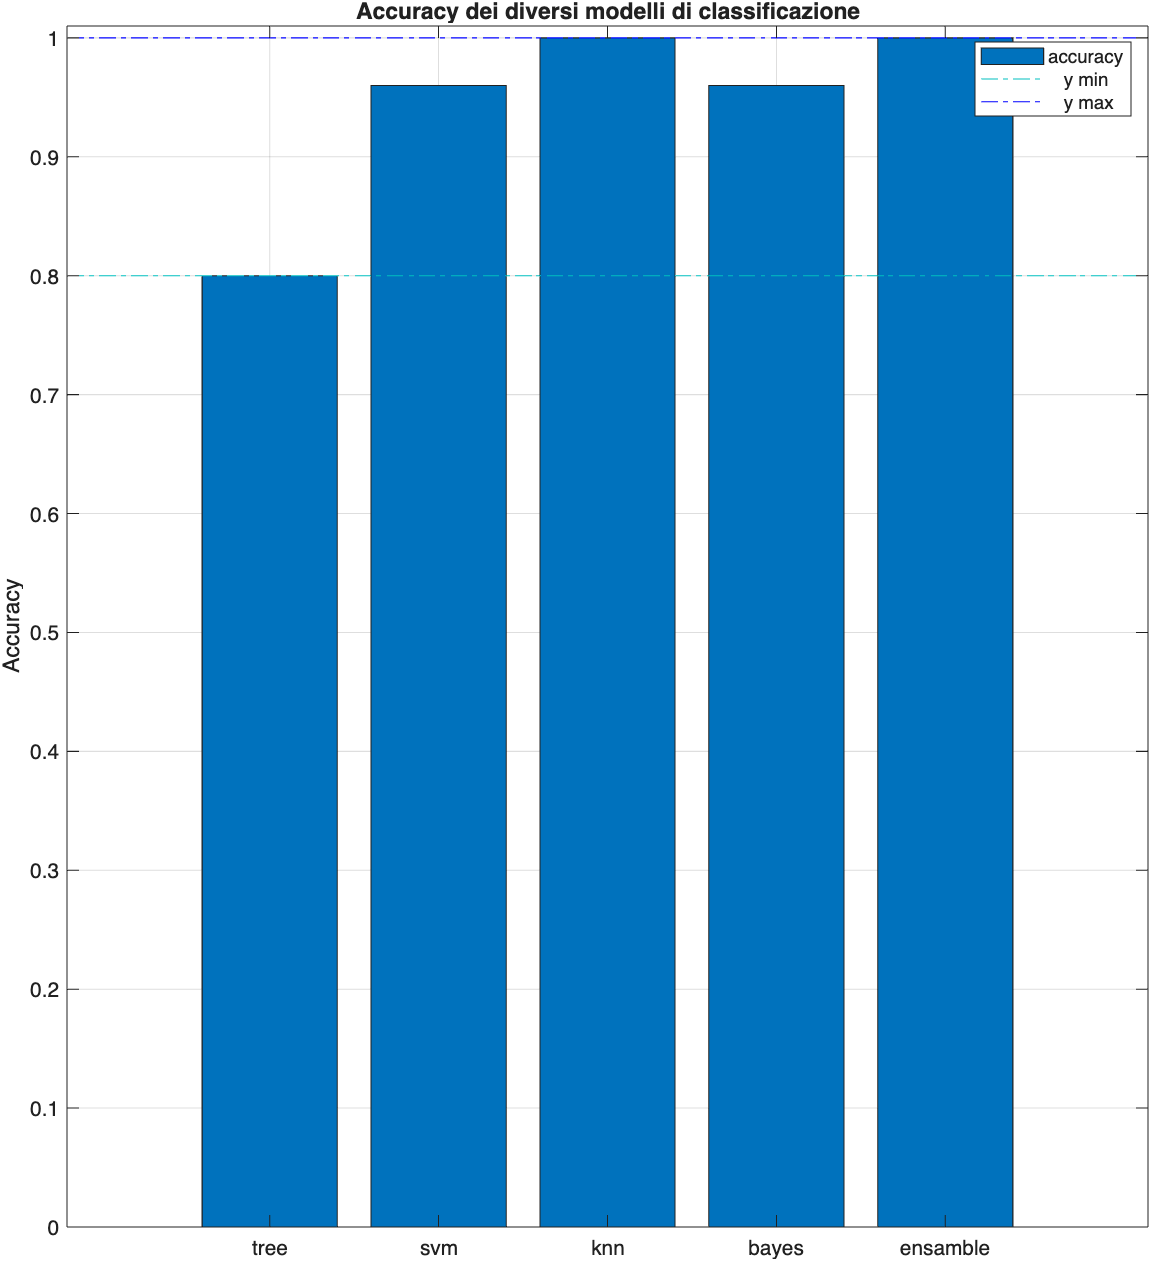 Accuracy dei diversi modelli di classificazione
accuracy
y min
y max
1
0.9
0.8
0.7
0.6
0.5
0.4
0.3
0.2
0.1
0
Accuracy
tree svm knn bayes ensamble